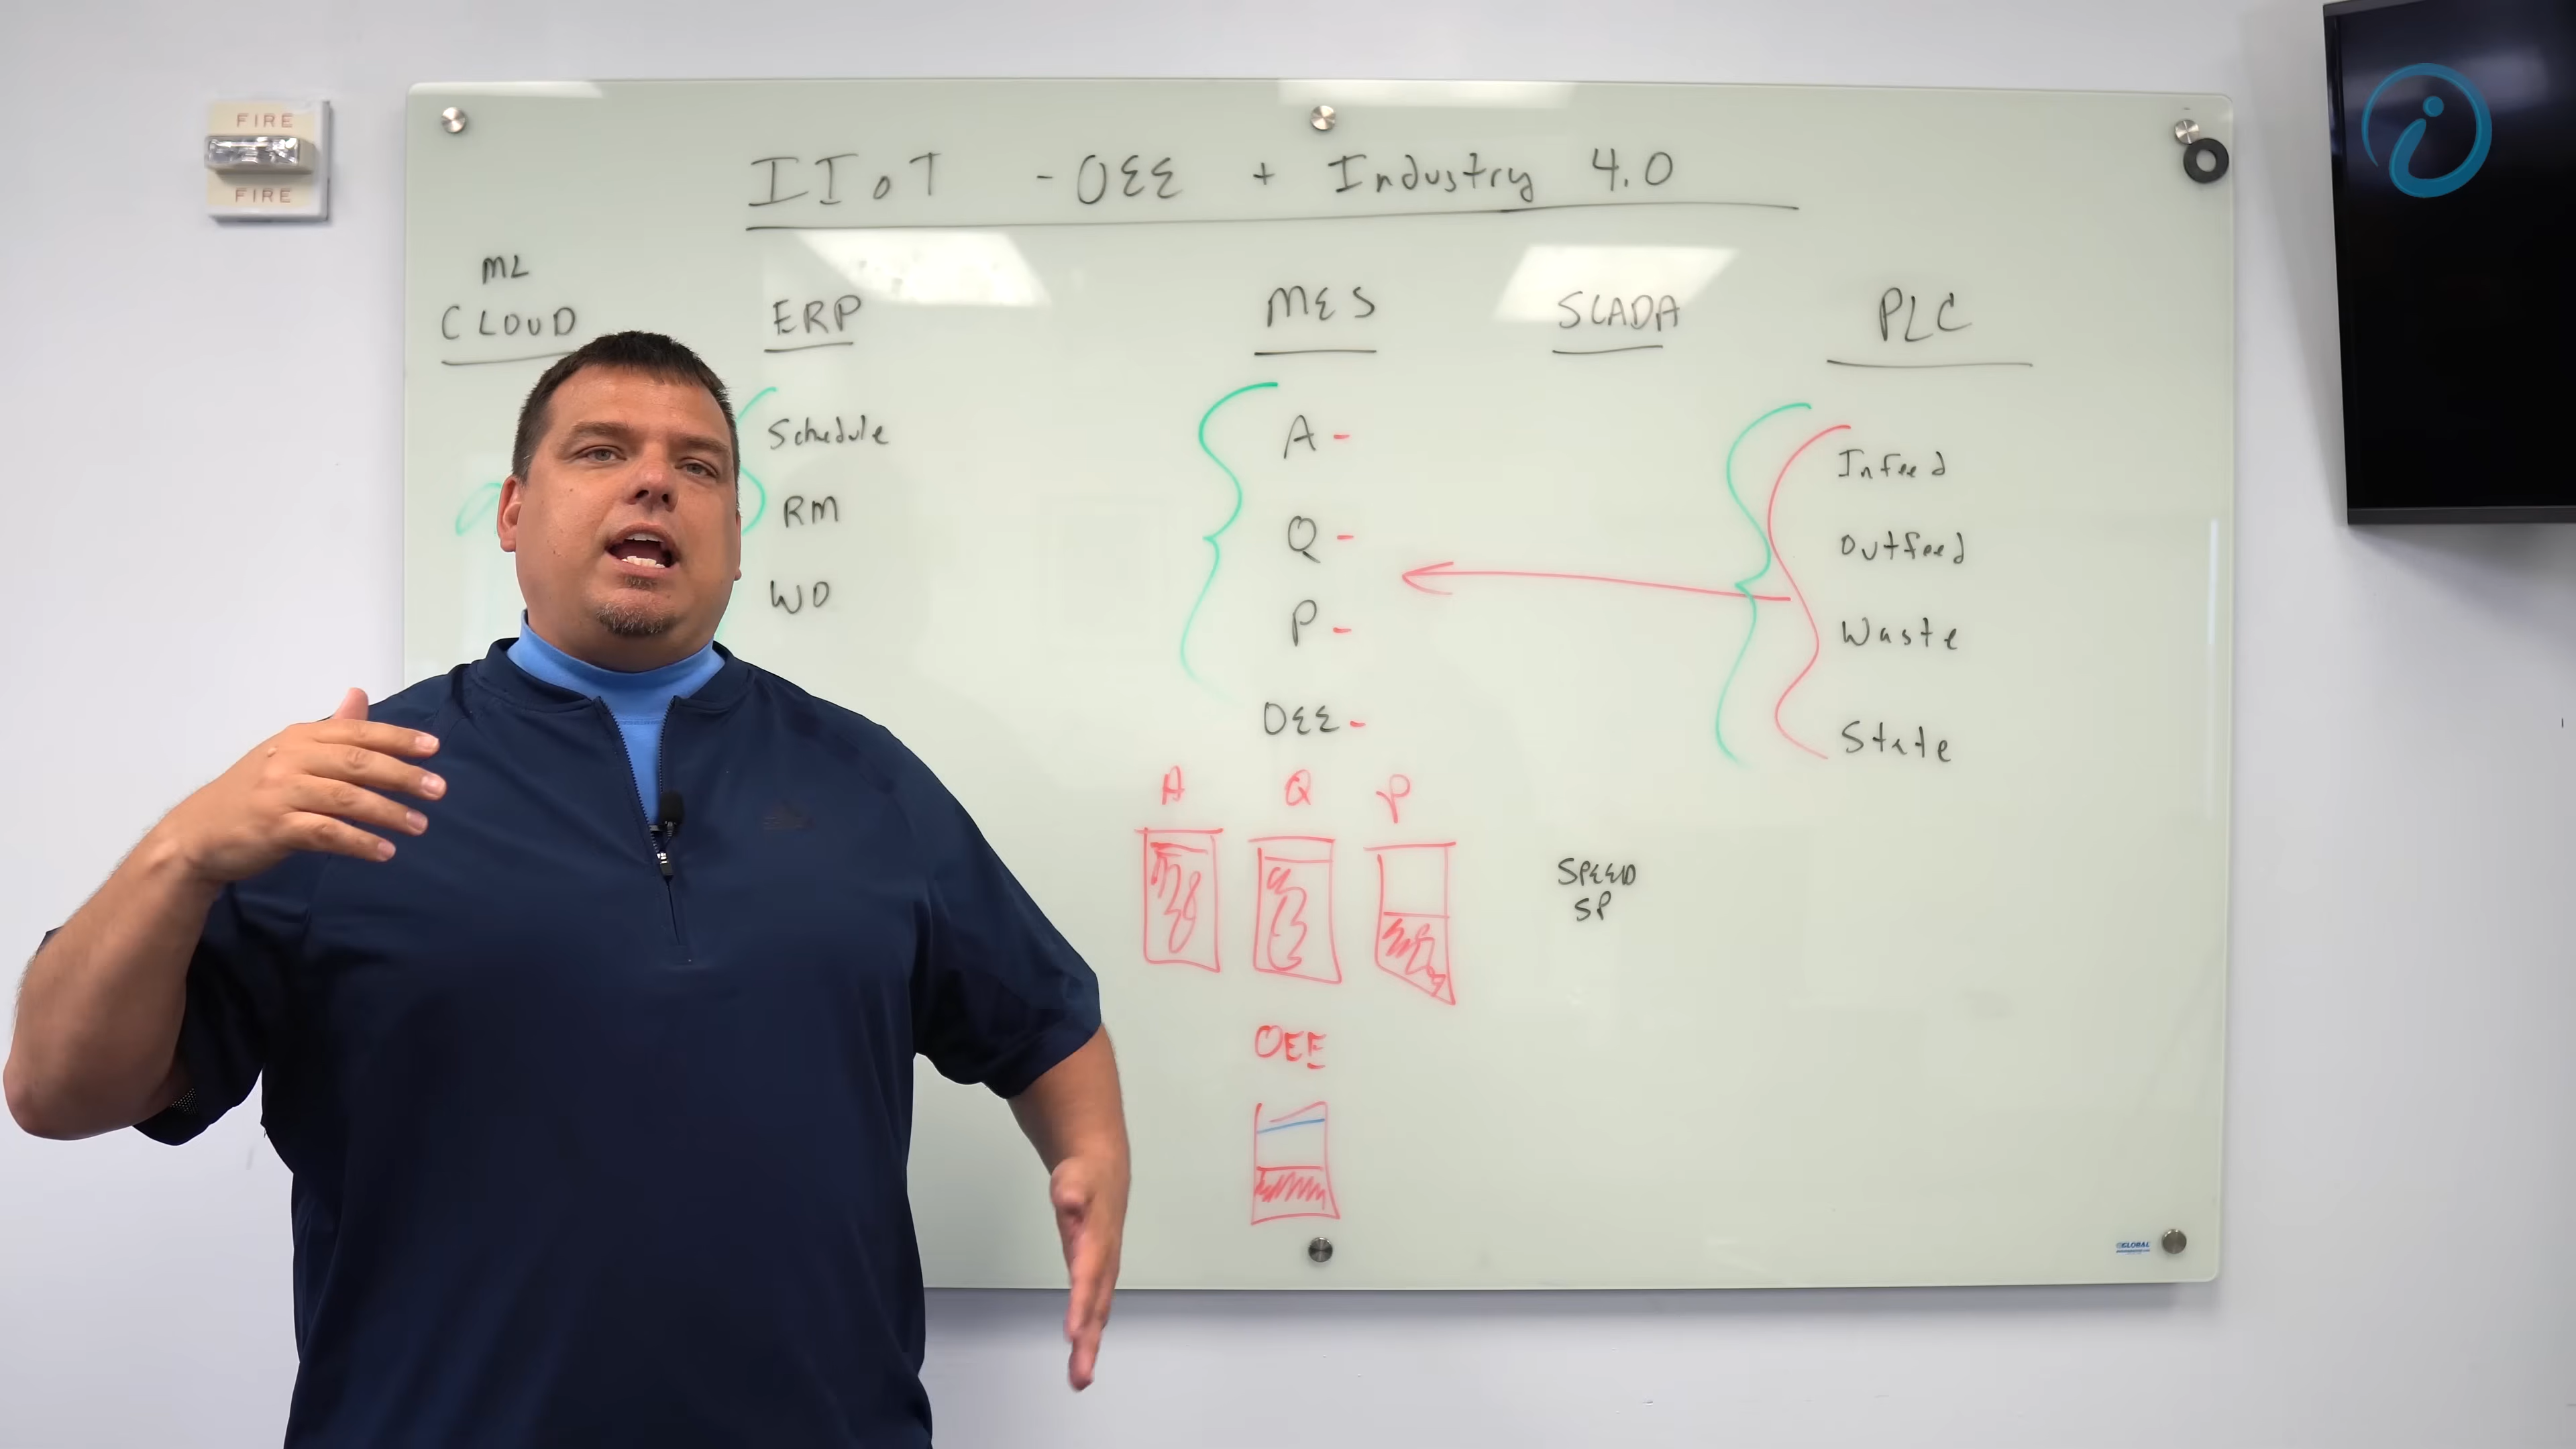 FIRE
FIRE
IIoT - OEE + Industry 4.0
ML
CLOUD
ERP
MES
SCADA
PLC
Schedule
RM
WO
A -
Q -
P -
OEE -
Infeed
Outfeed
Waste
State
A Q P
SPEED
SP
OEE
GLOBAL